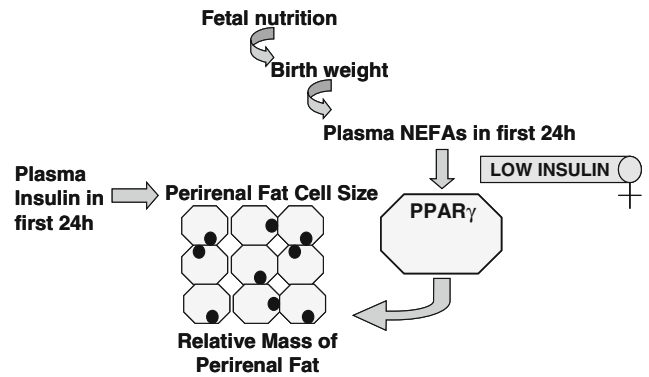 Fetal nutrition
Birth weight
Plasma NEFAs in first 24h
LOW INSULIN
Plasma
Insulin in
first 24h
Perirenal Fat Cell Size
PPARγ
Relative Mass of
Perirenal Fat